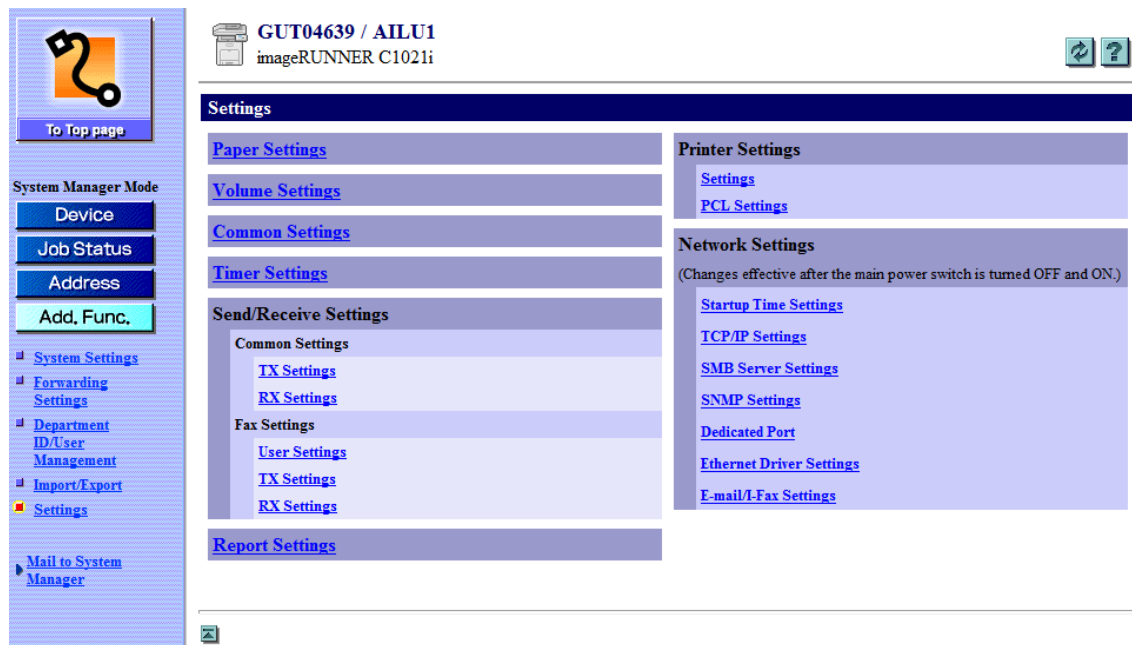 To Top page
System Manager Mode
Device
Job Status
Address
Add. Func.
System Settings
Forwarding
Settings
Department
ID/User
Management
Import/Export
Settings
Mail to System
Manager
GUT04639 / AILU1
imageRUNNER C1021i
?
Settings
Paper Settings
Volume Settings
Common Settings
Timer Settings
Send/Receive Settings
Common Settings
TX Settings
RX Settings
Fax Settings
User Settings
TX Settings
RX Settings
Report Settings
Printer Settings
Settings
PCL Settings
Network Settings
(Changes effective after the main power switch is turned OFF and ON.)
Startup Time Settings
TCP/IP Settings
SMB Server Settings
SNMP Settings
Dedicated Port
Ethernet Driver Settings
E-mail/I-Fax Settings